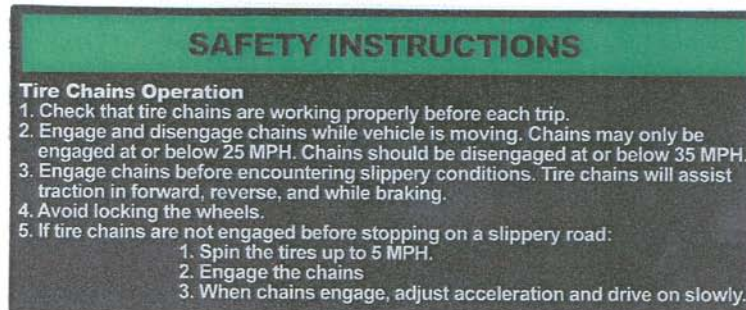 SAFETY INSTRUCTIONS
Tire Chains Operation
1. Check that tire chains are working properly before each trip.
2. Engage and disengage chains while vehicle is moving. Chains may only be
engaged at or below 25 MPH. Chains should be disengaged at or below 35 MPH.
3. Engage chains before encountering slippery conditions. Tire chains will assist
traction in forward, reverse, and while braking.
4. Avoid locking the wheels.
5. If tire chains are not engaged before stopping on a slippery road:
1. Spin the tires up to 5 MPH.
2. Engage the chains
3. When chains engage, adjust acceleration and drive on slowly.